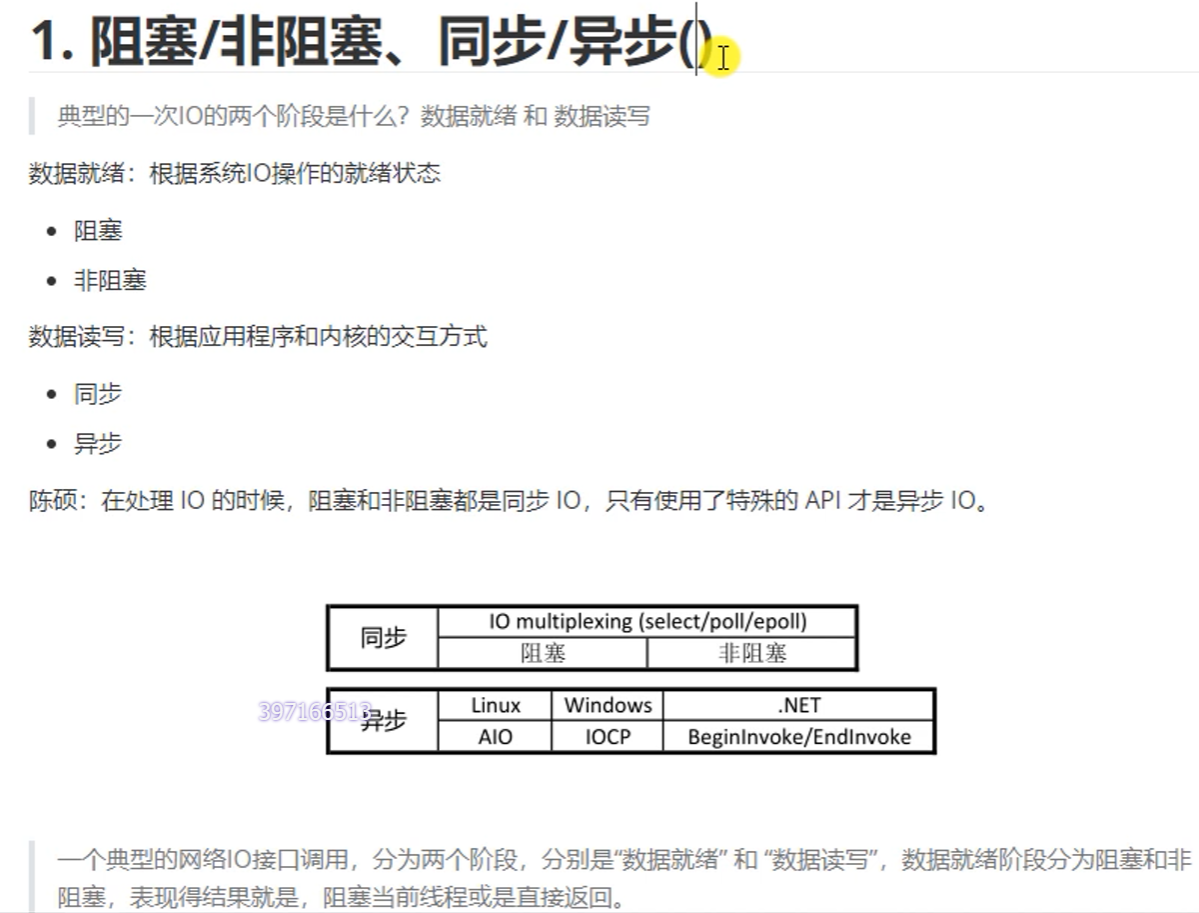 1. 阻塞/非阻塞、同步/异步()
典型的一次IO的两个阶段是什么？数据就绪 和 数据读写
数据就绪：根据系统IO操作的就绪状态
阻塞
非阻塞
数据读写：根据应用程序和内核的交互方式
同步
异步
陈硕：在处理 IO 的时候，阻塞和非阻塞都是同步 IO，只有使用了特殊的 API 才是异步 IO。
同步
IO multiplexing (select/poll/epoll)
阻塞 非阻塞
397166513
异步
Linux Windows .NET
AIO IOCP BeginInvoke/EndInvoke
一个典型的网络IO接口调用，分为两个阶段，分别是“数据就绪” 和 “数据读写”，数据就绪阶段分为阻塞和非
阻塞，表现得结果就是，阻塞当前线程或是直接返回。